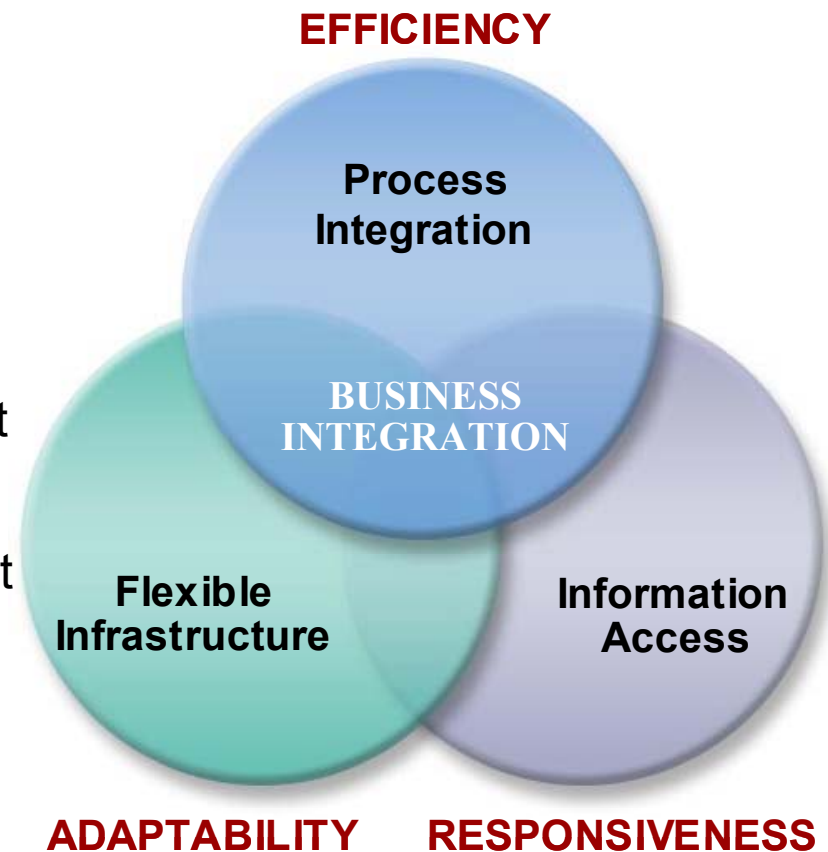 EFFICIENCY
Process
Integration
BUSINESS
INTEGRATION
Flexible
Infrastructure
Information
Access
ADAPTABILITY RESPONSIVENESS